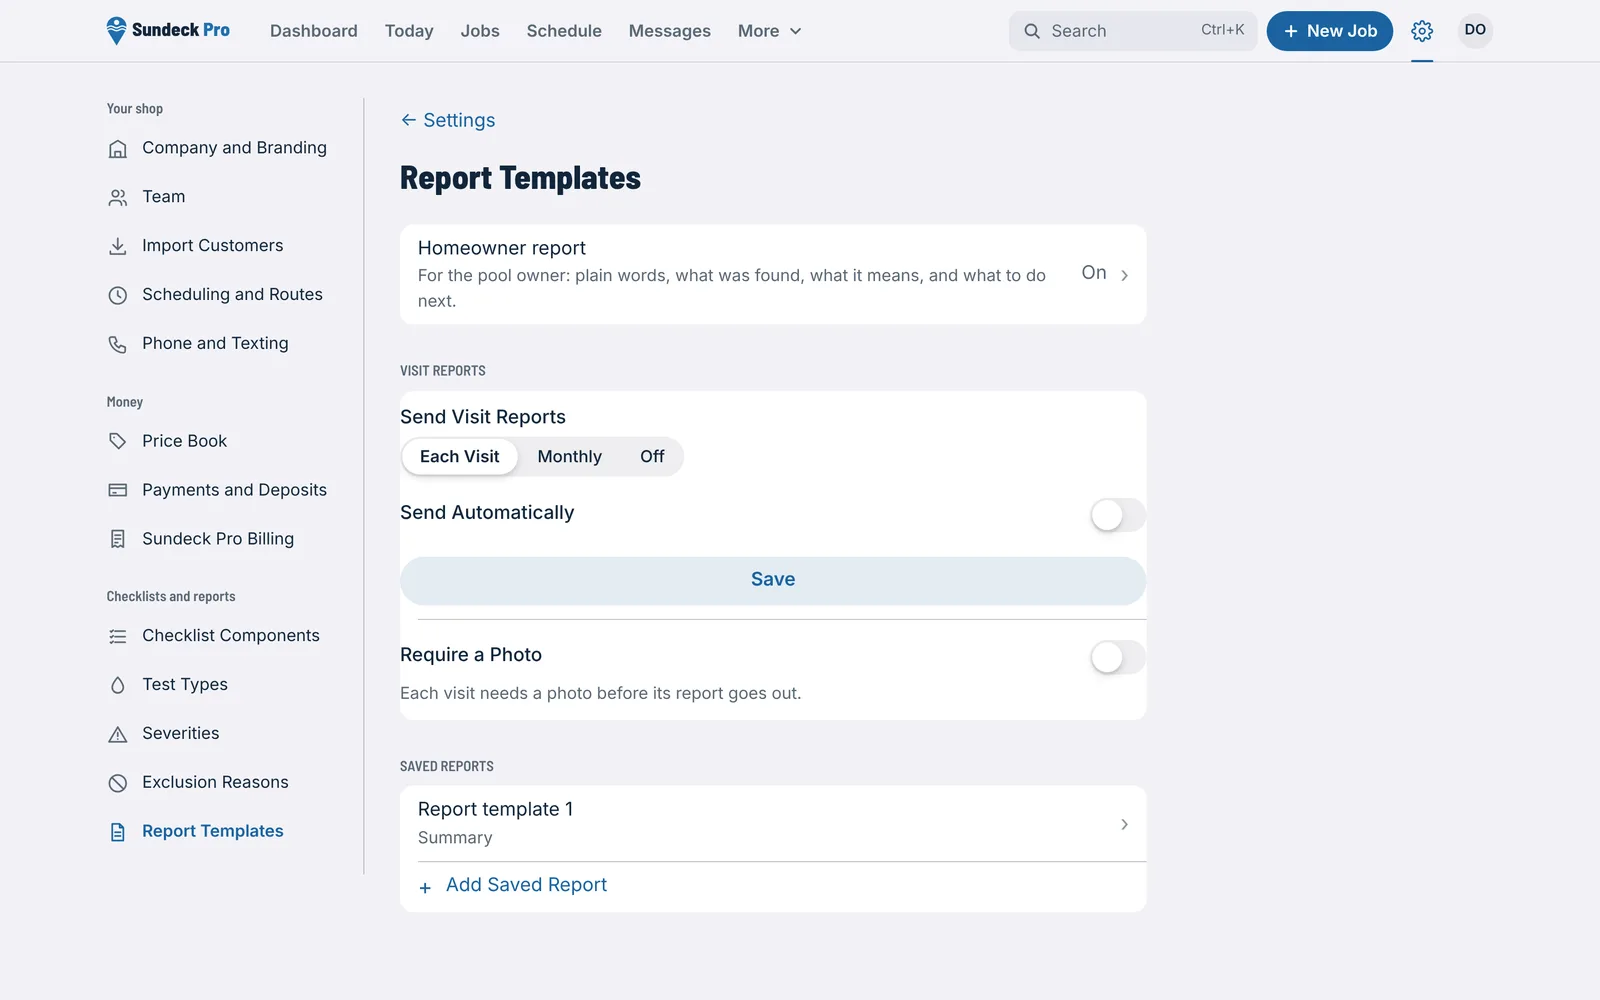 Sundeck Pro
Dashboard
Today
Jobs
Schedule
Messages
More
Search
Ctrl+K
+ New Job
DO
Your shop
Company and Branding
Team
Import Customers
Scheduling and Routes
Phone and Texting
Money
Price Book
Payments and Deposits
Sundeck Pro Billing
Checklists and reports
Checklist Components
Test Types
Severities
Exclusion Reasons
Report Templates
← Settings
Report Templates
Homeowner report
For the pool owner: plain words, what was found, what it means, and what to do
next.
On
VISIT REPORTS
Send Visit Reports
Each Visit
Monthly
Off
Send Automatically
Save
Require a Photo
Each visit needs a photo before its report goes out.
SAVED REPORTS
Report template 1
Summary
+ Add Saved Report